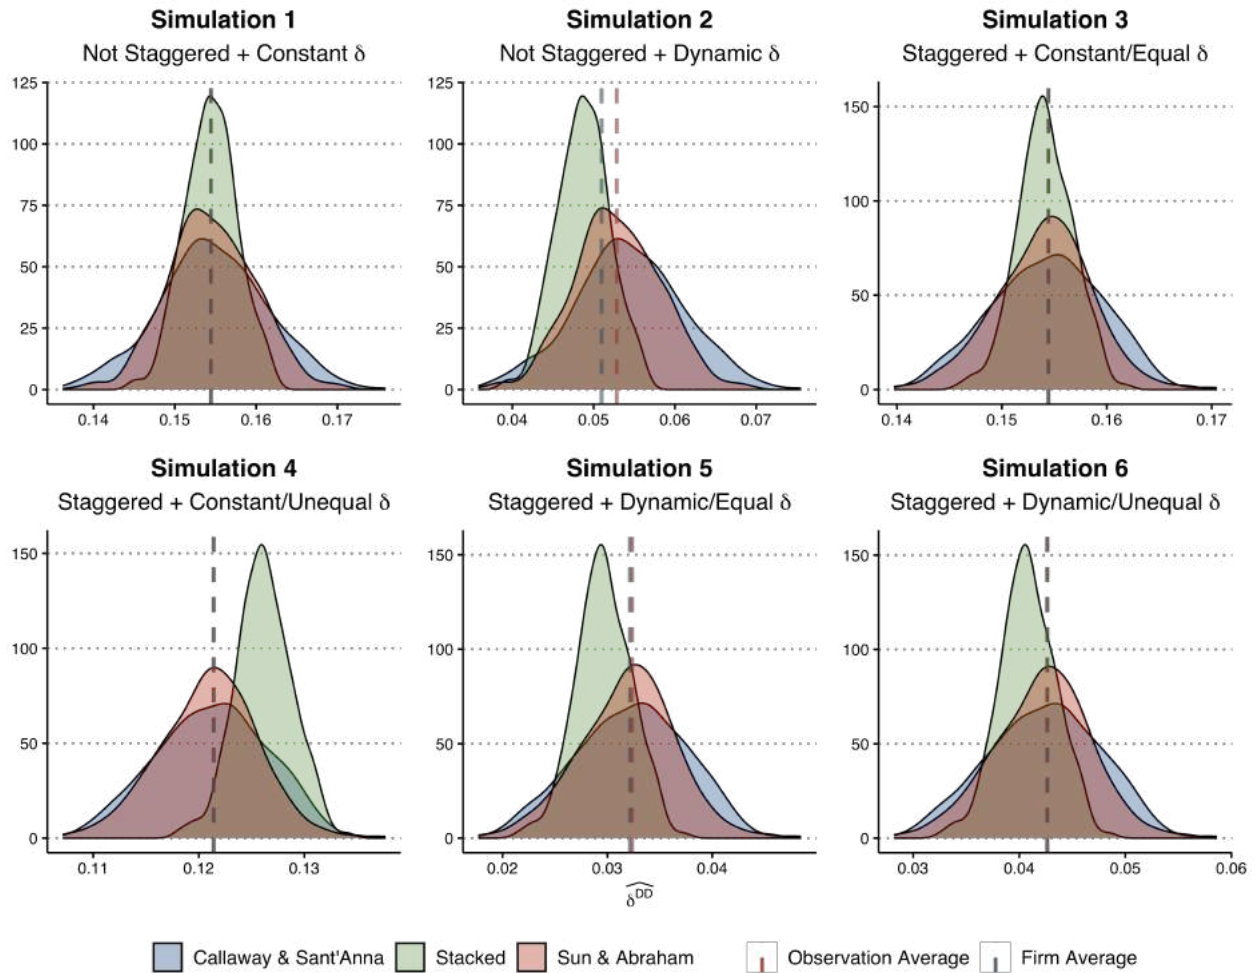 Simulation 1
Not Staggered + Constant δ
125
100
75
50
25
0
0.14 0.15 0.16 0.17
Simulation 2
Not Staggered + Dynamic δ
125
100
75
50
25
0
0.04 0.05 0.06 0.07
Simulation 3
Staggered + Constant/Equal δ
150
100
50
0
0.14 0.15 0.16 0.17
Simulation 4
Staggered + Constant/Unequal δ
150
100
50
0
0.11 0.12 0.13
Simulation 5
Staggered + Dynamic/Equal δ
150
100
50
0
0.02 0.03 0.04
Simulation 6
Staggered + Dynamic/Unequal δ
150
100
50
0
0.03 0.04 0.05 0.06
δ̂^DD
Callaway & Sant'Anna Stacked Sun & Abraham Observation Average Firm Average